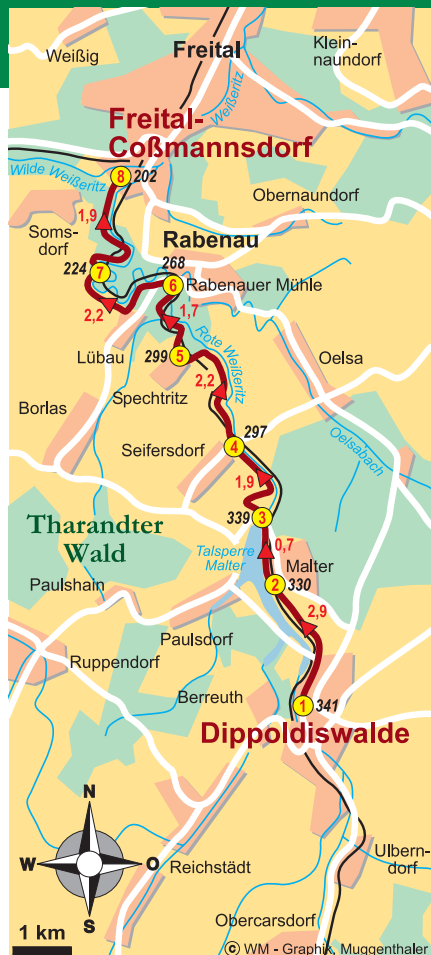 Weißig
Freital
Klein-
naundorf
Weißeritz
Freital-
Coßmannsdorf
Wilde Weißeritz
8
202
Obernaundorf
1,9
Soms-
dorf
Rabenau
224
7
268
6
Rabenauer Mühle
2,2
1,7
Lübau
299
5
Rote Weißeritz
Oelsa
2,2
Spechtritz
Borlas
297
4
Seifersdorf
Oelsabach
1,9
339
3
Tharandter
Wald
Talsperre
Malter
0,7
Malter
2
330
Paulshain
2,9
Paulsdorf
Ruppendorf
Berreuth
1
341
Dippoldiswalde
N
W
O
S
Reichstädt
Ulbern-
dorf
Obercarsdorf
1 km
© WM - Graphik, Muggenthaler